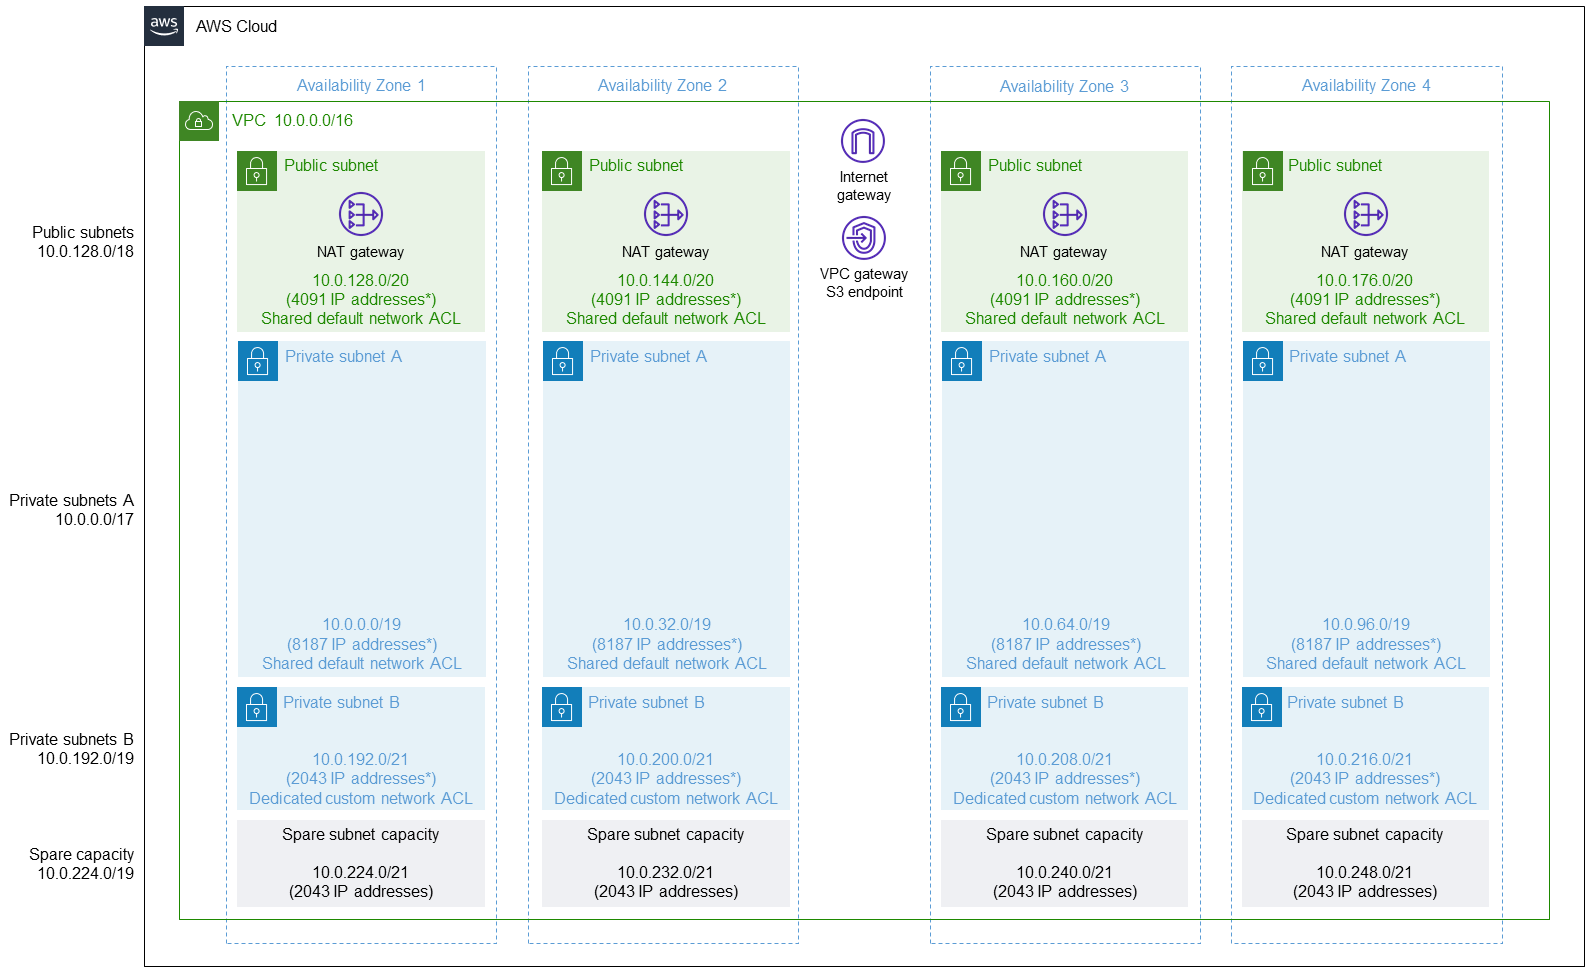 aws
AWS Cloud
Availability Zone 1
Availability Zone 2
Availability Zone 3
Availability Zone 4
VPC 10.0.0.0/16
Internet
gateway
VPC gateway
S3 endpoint
Public subnets
10.0.128.0/18
Public subnet
NAT gateway
10.0.128.0/20
(4091 IP addresses*)
Shared default network ACL
Public subnet
NAT gateway
10.0.144.0/20
(4091 IP addresses*)
Shared default network ACL
Public subnet
NAT gateway
10.0.160.0/20
(4091 IP addresses*)
Shared default network ACL
Public subnet
NAT gateway
10.0.176.0/20
(4091 IP addresses*)
Shared default network ACL
Private subnets A
10.0.0.0/17
Private subnet A
10.0.0.0/19
(8187 IP addresses*)
Shared default network ACL
Private subnet A
10.0.32.0/19
(8187 IP addresses*)
Shared default network ACL
Private subnet A
10.0.64.0/19
(8187 IP addresses*)
Shared default network ACL
Private subnet A
10.0.96.0/19
(8187 IP addresses*)
Shared default network ACL
Private subnets B
10.0.192.0/19
Private subnet B
10.0.192.0/21
(2043 IP addresses*)
Dedicated custom network ACL
Private subnet B
10.0.200.0/21
(2043 IP addresses*)
Dedicated custom network ACL
Private subnet B
10.0.208.0/21
(2043 IP addresses*)
Dedicated custom network ACL
Private subnet B
10.0.216.0/21
(2043 IP addresses*)
Dedicated custom network ACL
Spare capacity
10.0.224.0/19
Spare subnet capacity
10.0.224.0/21
(2043 IP addresses)
Spare subnet capacity
10.0.232.0/21
(2043 IP addresses)
Spare subnet capacity
10.0.240.0/21
(2043 IP addresses)
Spare subnet capacity
10.0.248.0/21
(2043 IP addresses)